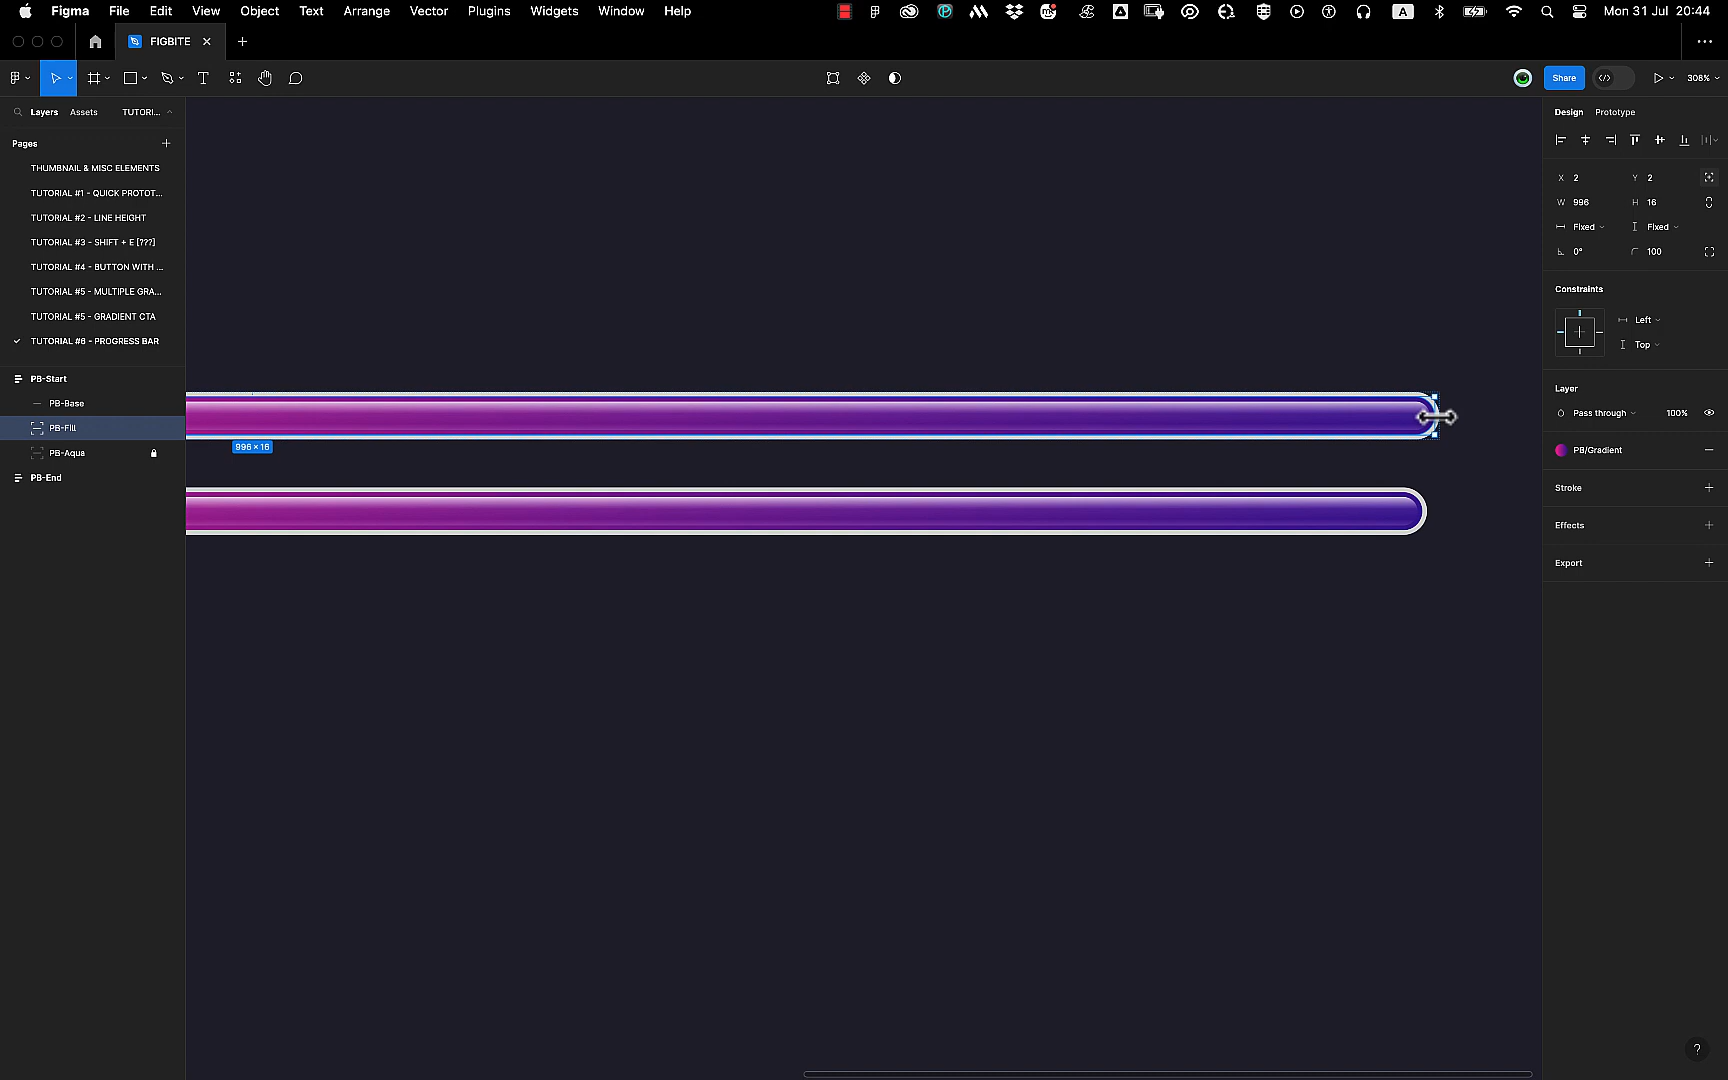 Figma File Edit View Object Text Arrange Vector Plugins Widgets Window Help A Mon 31 Jul 20:44
FIGBITE
Share 308%
Layers Assets TUTORI... Design Prototype
Pages
THUMBNAIL & MISC ELEMENTS
TUTORIAL #1 - QUICK PROTOT...
TUTORIAL #2 - LINE HEIGHT
TUTORIAL #3 - SHIFT + E [???]
TUTORIAL #4 - BUTTON WITH ...
TUTORIAL #5 - MULTIPLE GRA...
TUTORIAL #5 - GRADIENT CTA
TUTORIAL #6 - PROGRESS BAR
PB-Start
PB-Base
PB-Fill
PB-Aqua
PB-End
996 × 16
X 2 Y 2
W 996 H 16
Fixed Fixed
0° 100
Constraints
Left
Top
Layer
Pass through 100%
PB/Gradient
Stroke
Effects
Export
?